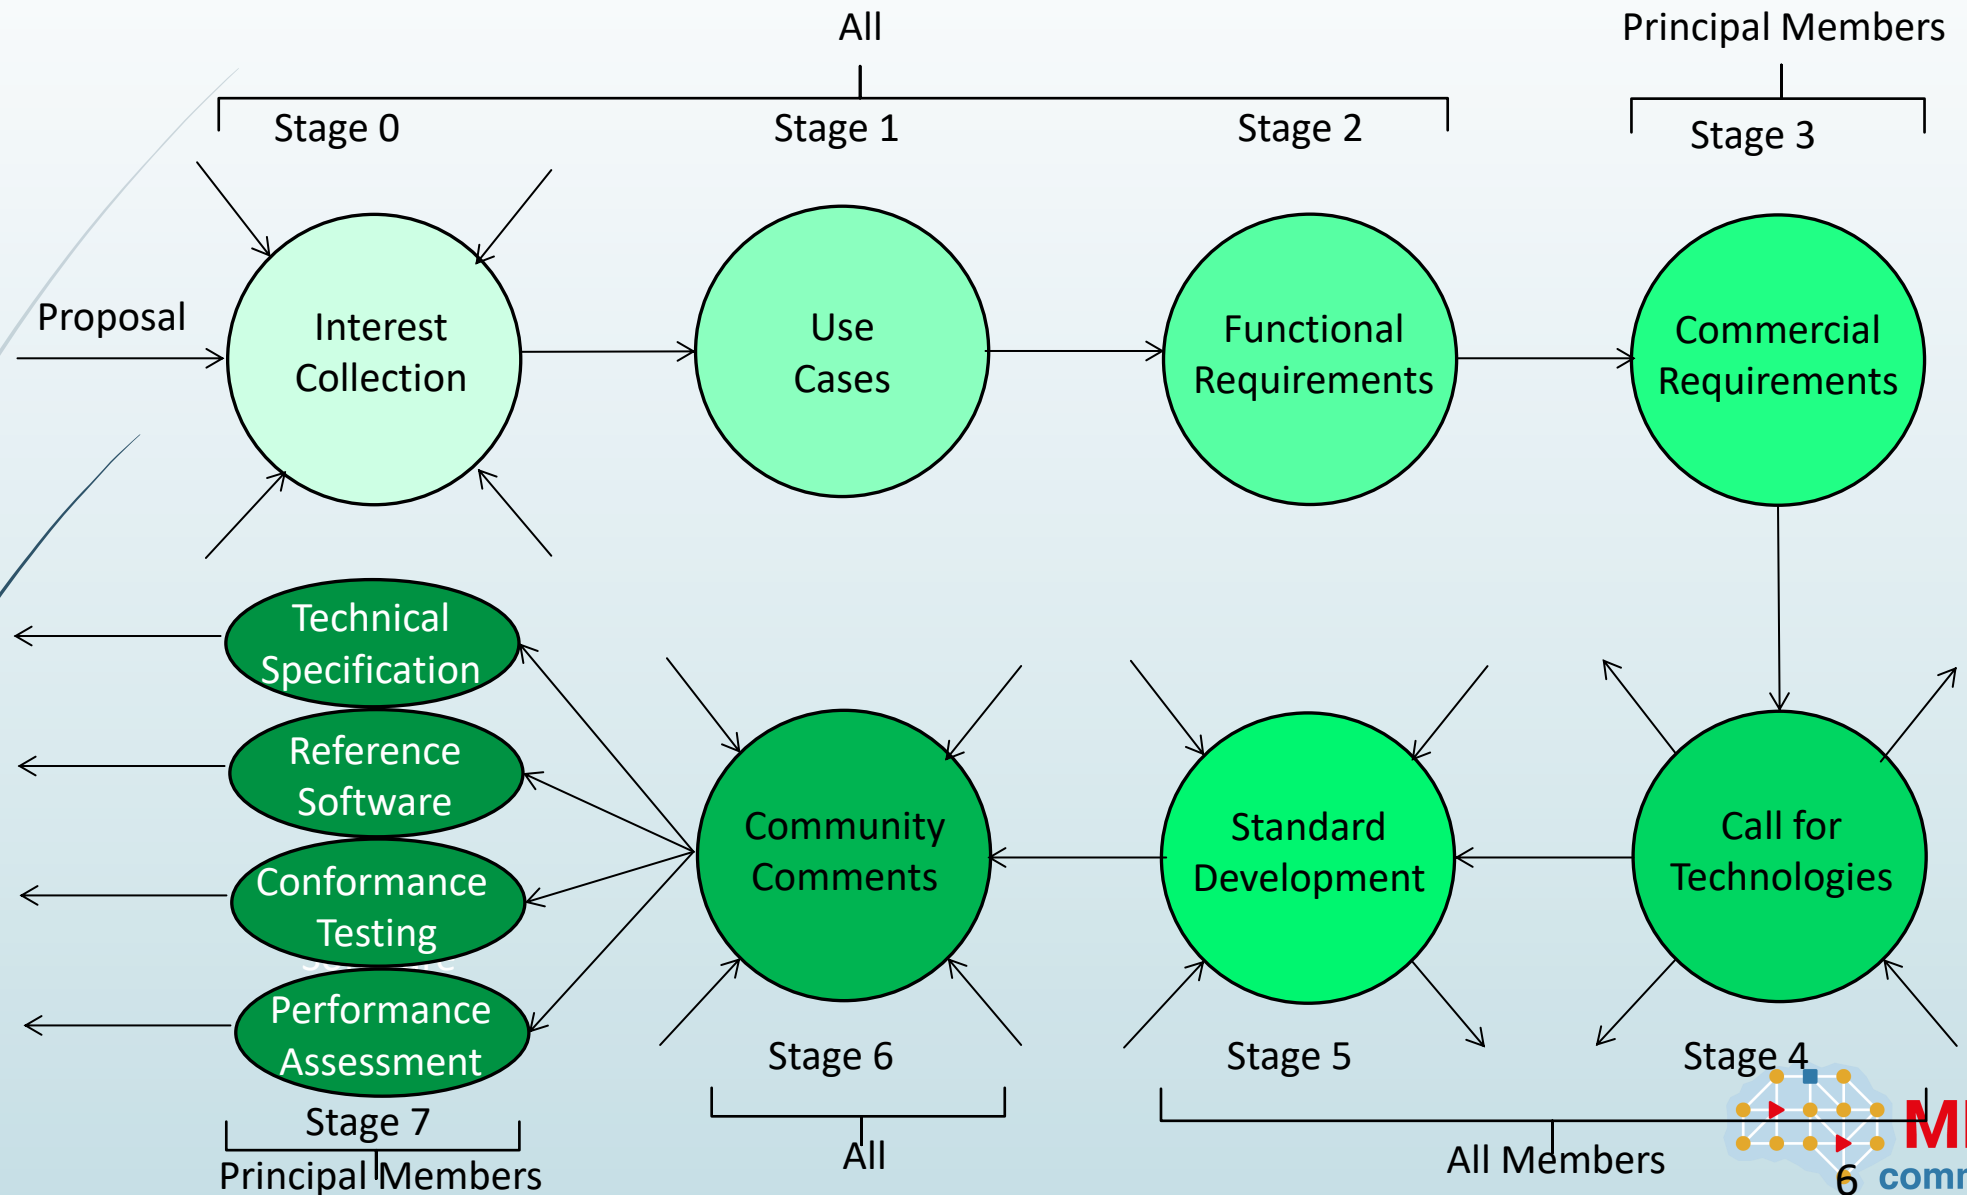 All
Principal Members
Stage 0
Stage 1
Stage 2
Stage 3
Proposal
Interest
Collection
Use
Cases
Functional
Requirements
Commercial
Requirements
Technical
Specification
Reference
Software
Conformance
Testing
Performance
Assessment
Community
Comments
Standard
Development
Call for
Technologies
Stage 7
Stage 6
Stage 5
Stage 4
Principal Members
All
All Members
6